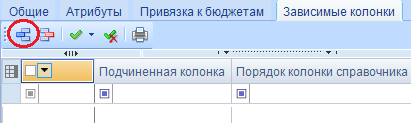 Общие Атрибуты Привязка к бюджетам Зависимые колонки
Подчиненная колонка Порядок колонки справочника